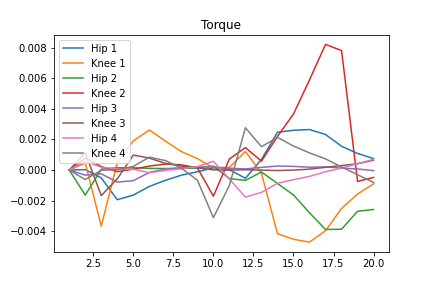 Torque
Hip 1
Knee 1
Hip 2
Knee 2
Hip 3
Knee 3
Hip 4
Knee 4
0.008
0.006
0.004
0.002
0.000
−0.002
−0.004
2.5 5.0 7.5 10.0 12.5 15.0 17.5 20.0